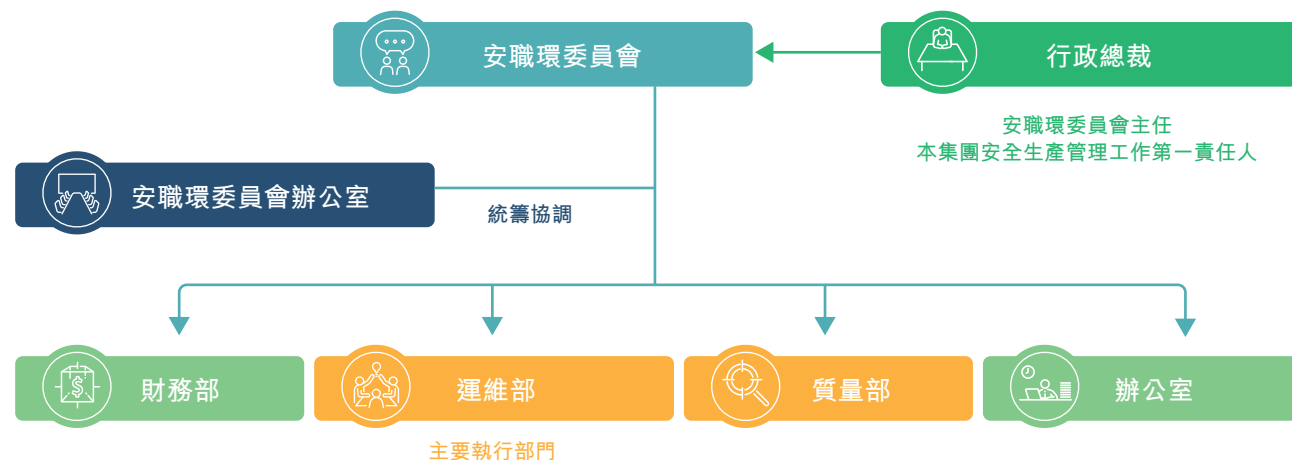 安職環委員會
行政總裁
安職環委員會主任
本集團安全生產管理工作第一責任人
安職環委員會辦公室
統籌協調
財務部
運維部
質量部
辦公室
主要執行部門